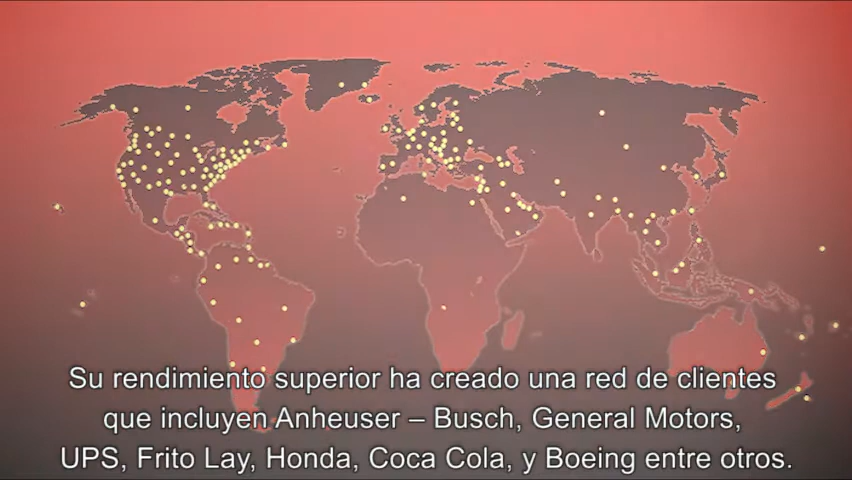 Su rendimiento superior ha creado una red de clientes
que incluyen Anheuser – Busch, General Motors,
UPS, Frito Lay, Honda, Coca Cola, y Boeing entre otros.